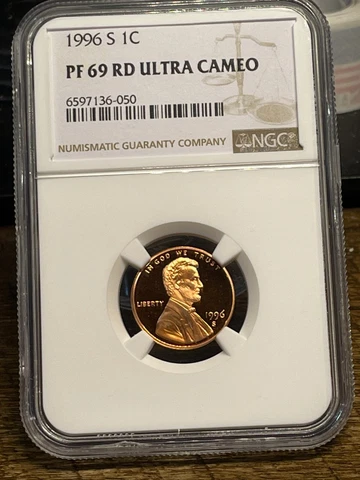 1996 S 1C
PF 69 RD ULTRA CAMEO
6597136-050
NUMISMATIC GUARANTY COMPANY
NGC
IN GOD WE TRUST
LIBERTY
1996
S